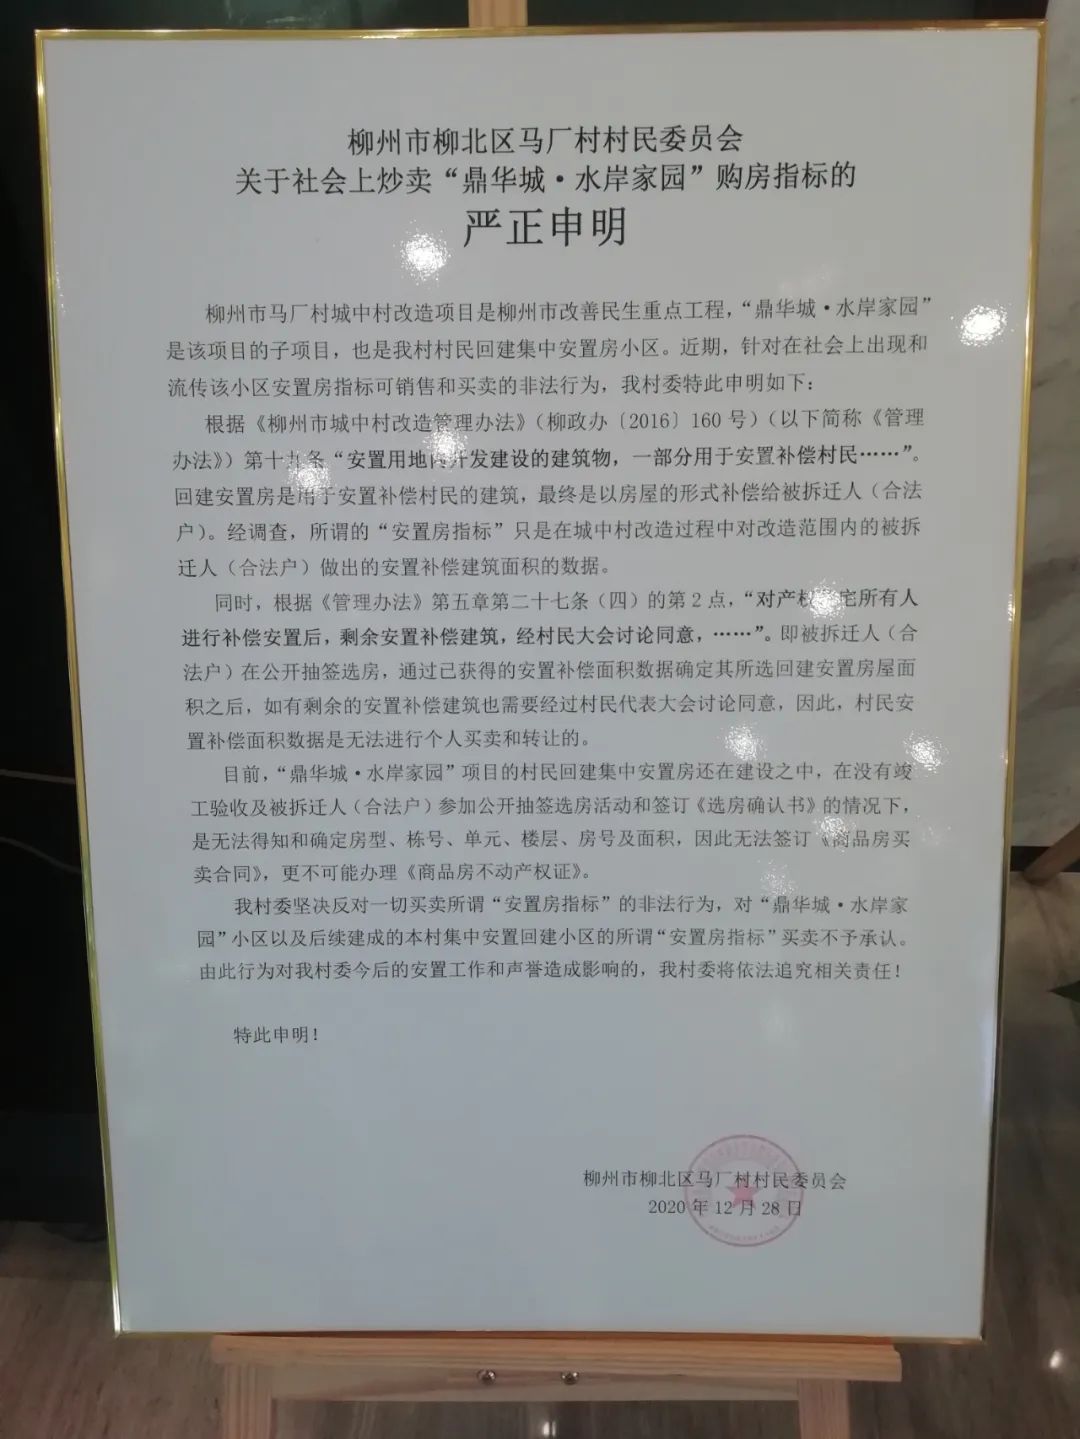 柳州市柳北区马厂村村民委员会
关于社会上炒卖“鼎华城·水岸家园”购房指标的
严正申明
柳州市马厂村城中村改造项目是柳州市改善民生重点工程，“鼎华城·水岸家园”
是该项目的子项目，也是我村村民回建集中安置房小区。近期，针对在社会上出现和
流传该小区安置房指标可销售和买卖的非法行为，我村委特此申明如下：
根据《柳州市城中村改造管理办法》（柳政办〔2016〕160号）（以下简称《管理
办法》）第十九条“安置用地内开发建设的建筑物，一部分用于安置补偿村民……”。
回建安置房是用于安置补偿村民的建筑，最终是以房屋的形式补偿给被拆迁人（合法
户）。经调查，所谓的“安置房指标”只是在城中村改造过程中对改造范围内的被拆
迁人（合法户）做出的安置补偿建筑面积的数据。
同时，根据《管理办法》第五章第二十七条（四）的第2点，“对产权宅所有人
进行补偿安置后，剩余安置补偿建筑，经村民大会讨论同意，……”。即被拆迁人（合
法户）在公开抽签选房，通过已获得的安置补偿面积数据确定其所选回建安置房屋面
积之后，如有剩余的安置补偿建筑也需要经过村民代表大会讨论同意，因此，村民安
置补偿面积数据是无法进行个人买卖和转让的。
目前，“鼎华城·水岸家园”项目的村民回建集中安置房还在建设之中，在没有竣
工验收及被拆迁人（合法户）参加公开抽签选房活动和签订《选房确认书》的情况下，
是无法得知和确定房型、栋号、单元、楼层、房号及面积，因此无法签订《商品房买
卖合同》，更不可能办理《商品房不动产权证》。
我村委坚决反对一切买卖所谓“安置房指标”的非法行为，对“鼎华城·水岸家
园”小区以及后续建成的本村集中安置回建小区的所谓“安置房指标”买卖不予承认。
由此行为对我村委今后的安置工作和声誉造成影响的，我村委将依法追究相关责任！
特此申明！
柳州市柳北区马厂村村民委员会
2020年12月28日